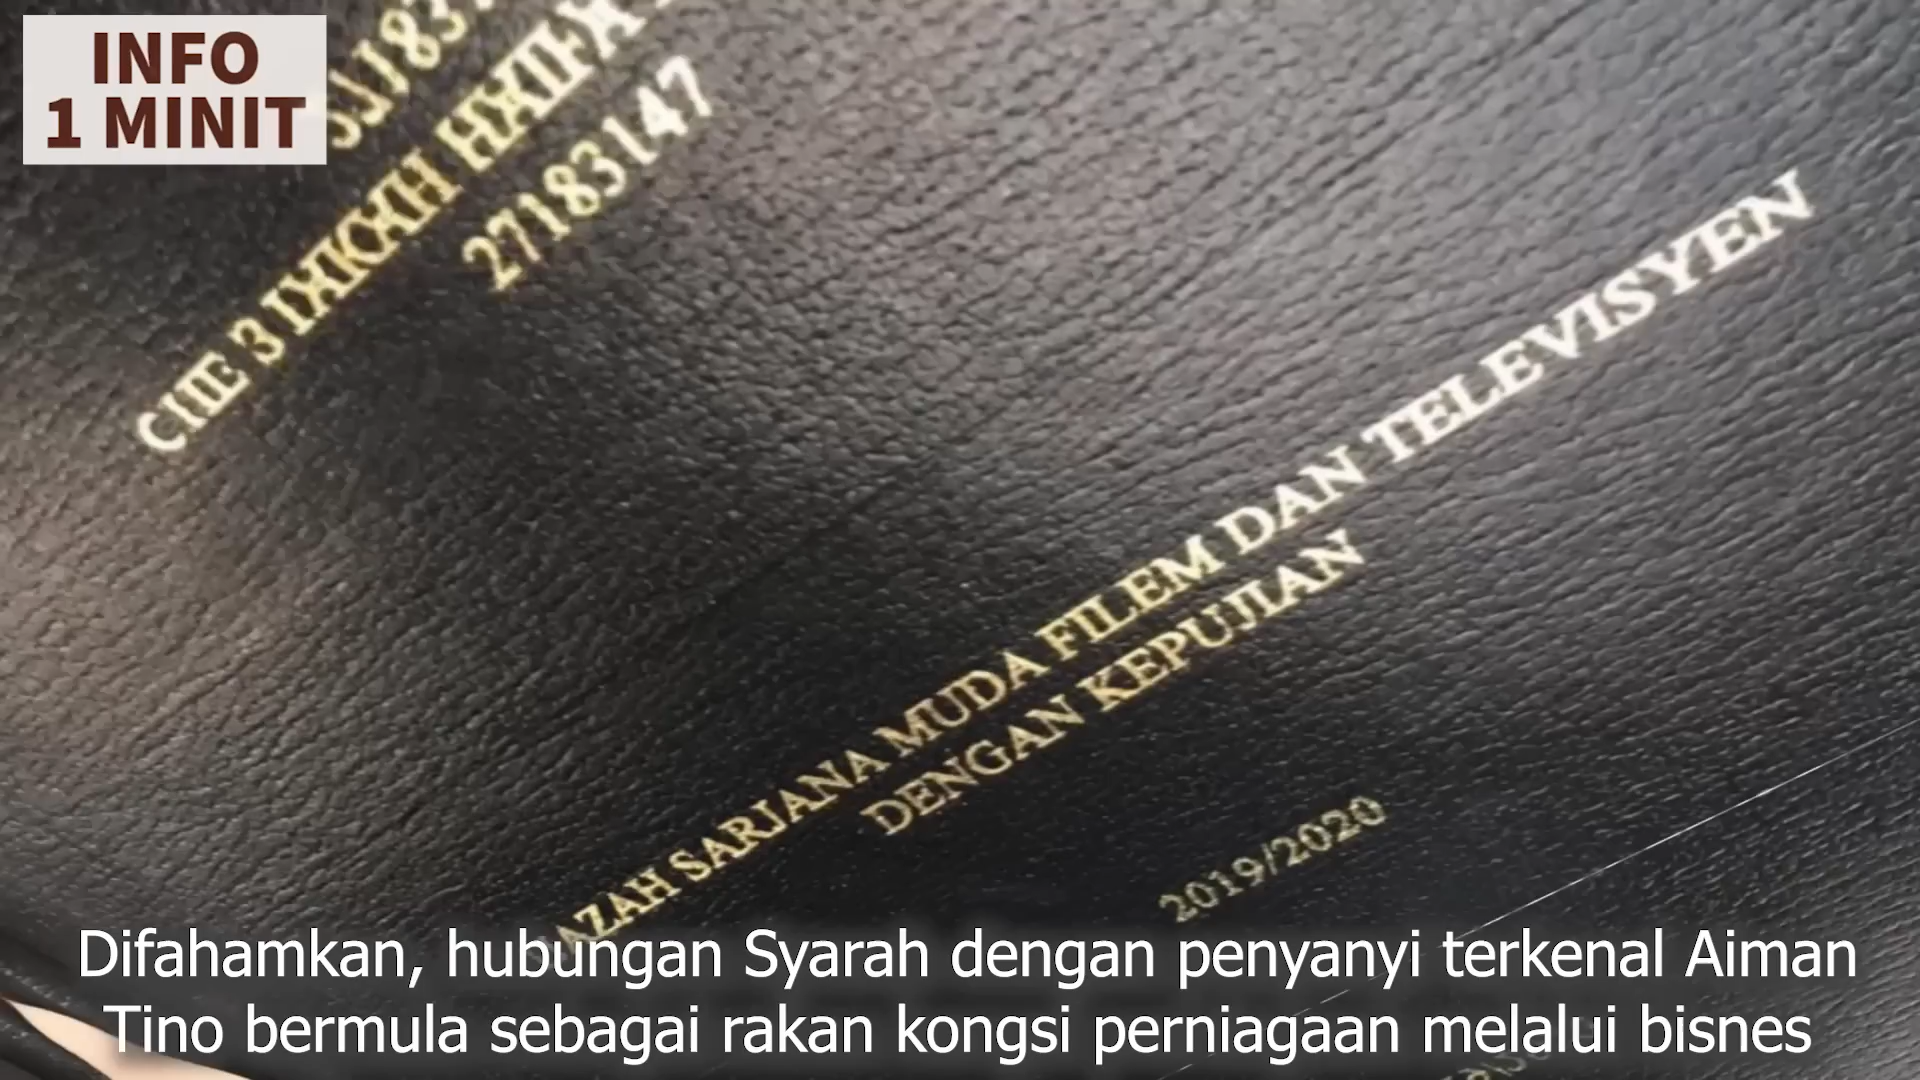 INFO
1 MINIT
27183147
SARJANA MUDA FILEM DAN TELEVISYEN
DENGAN KEPUJIAN
2019/2020
Difahamkan, hubungan Syarah dengan penyanyi terkenal Aiman
Tino bermula sebagai rakan kongsi perniagaan melalui bisnes